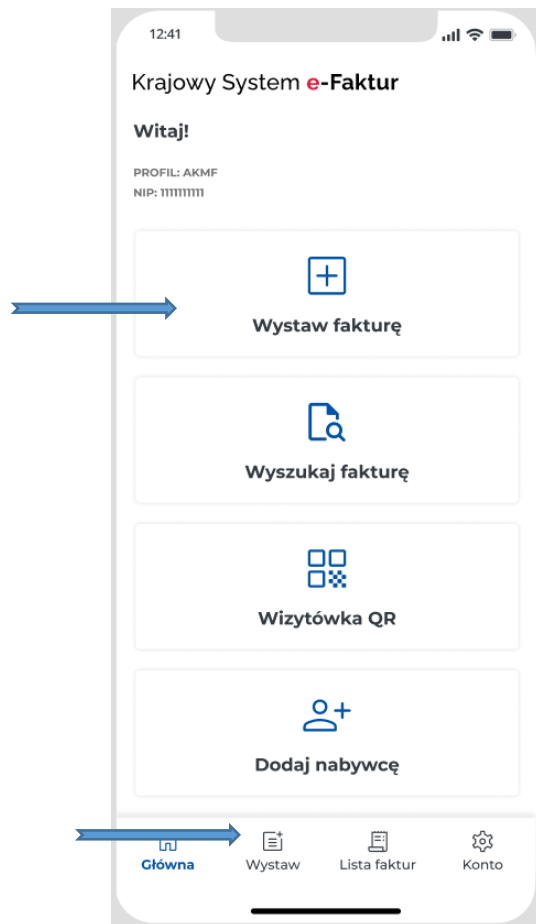 12:41
Krajowy System e-Faktur
Witaj!
PROFIL: AKMF
NIP: 1111111111
Wystaw fakturę
Wyszukaj fakturę
Wizytówka QR
Dodaj nabywcę
Główna Wystaw Lista faktur Konto